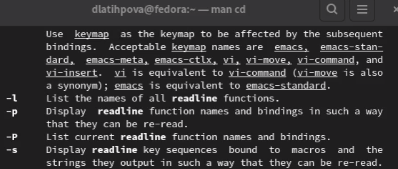 dlatihpova@fedora:~ — man cd
Use keymap as the keymap to be affected by the subsequent
bindings. Acceptable keymap names are emacs, emacs-stan-
dard, emacs-meta, emacs-ctlx, vi, vi-move, vi-command, and
vi-insert. vi is equivalent to vi-command (vi-move is also
a synonym); emacs is equivalent to emacs-standard.
-l List the names of all readline functions.
-p Display readline function names and bindings in such a way
that they can be re-read.
-P List current readline function names and bindings.
-s Display readline key sequences bound to macros and the
strings they output in such a way that they can be re-read.